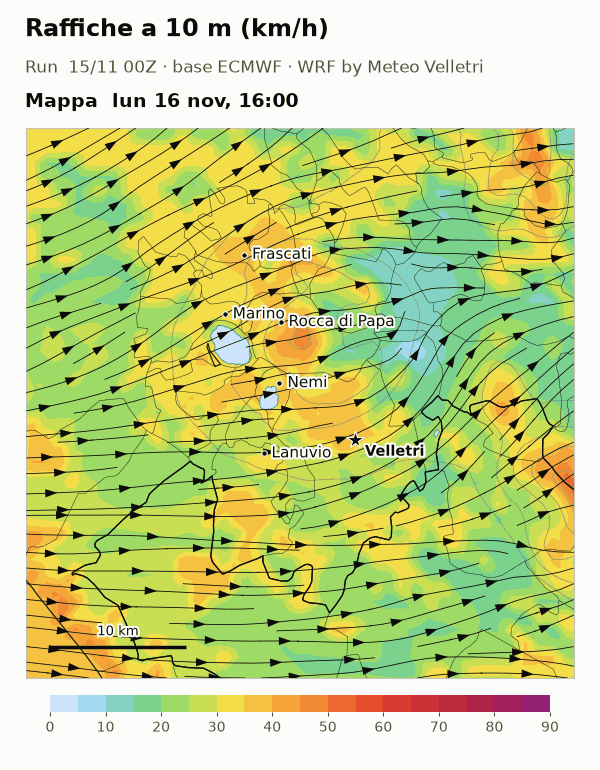 Raffiche a 10 m (km/h)
Run  15/11 00Z · base ECMWF · WRF by Meteo Velletri
Mappa  lun 16 nov, 16:00
Frascati
Marino
Rocca di Papa
Nemi
Velletri
Lanuvio
10 km
0 10 20 30 40 50 60 70 80 90